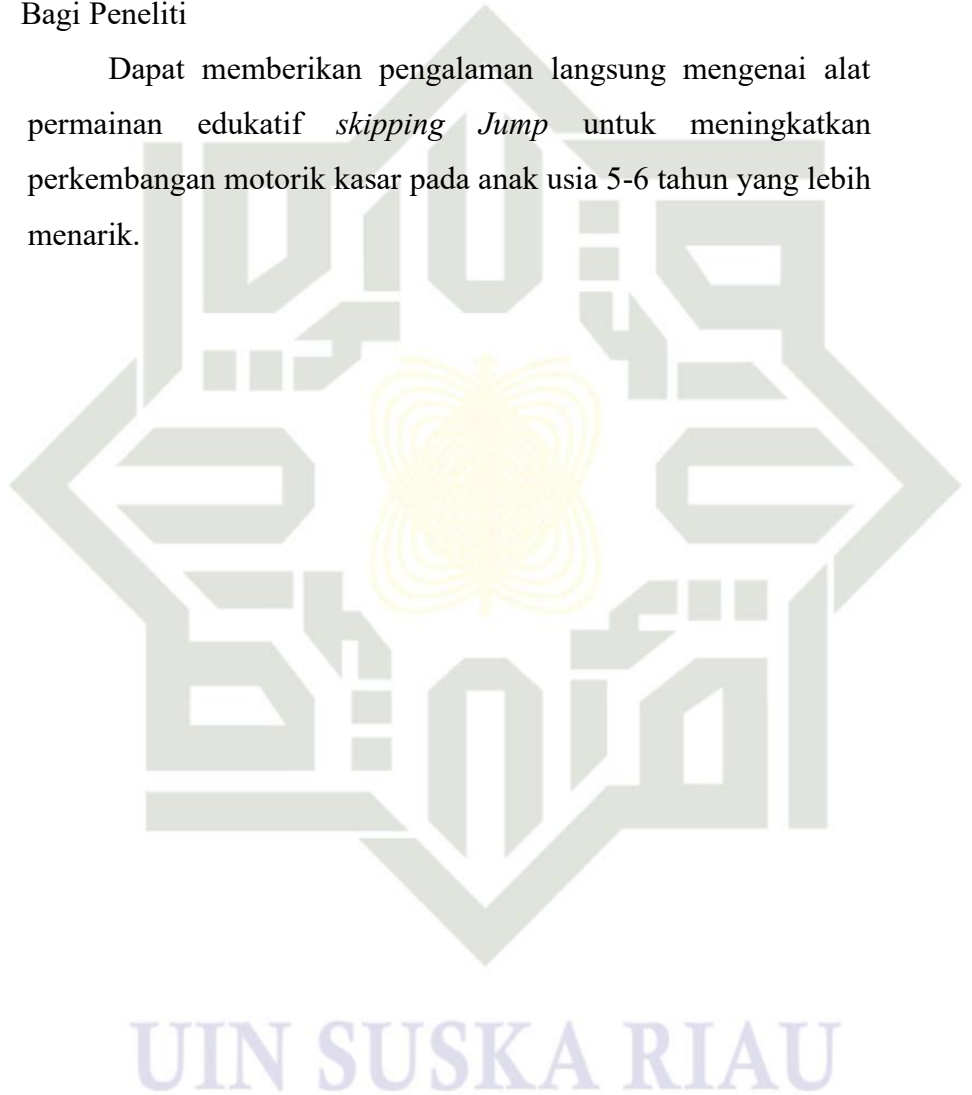 Bagi Peneliti
Dapat memberikan pengalaman langsung mengenai alat
permainan edukatif skipping Jump untuk meningkatkan
perkembangan motorik kasar pada anak usia 5-6 tahun yang lebih
menarik.
UIN SUSKA RIAU